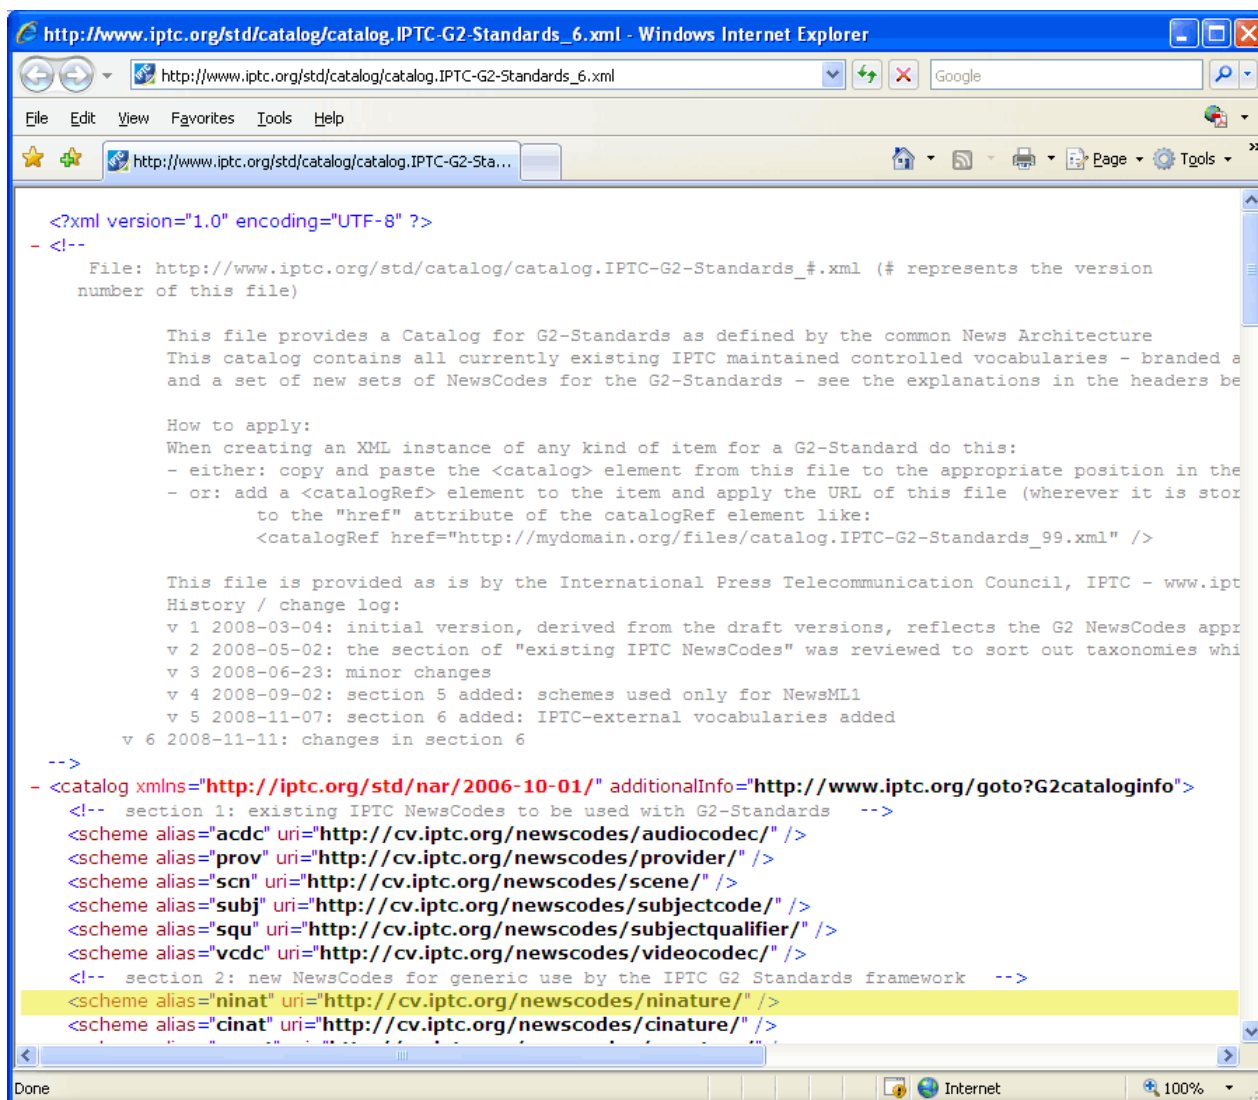 http://www.iptc.org/std/catalog/catalog.IPTC-G2-Standards_6.xml - Windows Internet Explorer
http://www.iptc.org/std/catalog/catalog.IPTC-G2-Standards_6.xml
Google
File Edit View Favorites Tools Help
http://www.iptc.org/std/catalog/catalog.IPTC-G2-Sta...
Page Tools »
<?xml version="1.0" encoding="UTF-8" ?>
- <!--
File: http://www.iptc.org/std/catalog/catalog.IPTC-G2-Standards_#.xml (# represents the version
number of this file)
This file provides a Catalog for G2-Standards as defined by the common News Architecture
This catalog contains all currently existing IPTC maintained controlled vocabularies - branded a
and a set of new sets of NewsCodes for the G2-Standards - see the explanations in the headers be
How to apply:
When creating an XML instance of any kind of item for a G2-Standard do this:
- either: copy and paste the <catalog> element from this file to the appropriate position in the
- or: add a <catalogRef> element to the item and apply the URL of this file (wherever it is stor
to the "href" attribute of the catalogRef element like:
<catalogRef href="http://mydomain.org/files/catalog.IPTC-G2-Standards_99.xml" />
This file is provided as is by the International Press Telecommunication Council, IPTC - www.ipt
History / change log:
v 1 2008-03-04: initial version, derived from the draft versions, reflects the G2 NewsCodes appr
v 2 2008-05-02: the section of "existing IPTC NewsCodes" was reviewed to sort out taxonomies whi
v 3 2008-06-23: minor changes
v 4 2008-09-02: section 5 added: schemes used only for NewsML1
v 5 2008-11-07: section 6 added: IPTC-external vocabularies added
v 6 2008-11-11: changes in section 6
-->
- <catalog xmlns="http://iptc.org/std/nar/2006-10-01/" additionalInfo="http://www.iptc.org/goto?G2cataloginfo">
<!-- section 1: existing IPTC NewsCodes to be used with G2-Standards -->
<scheme alias="acdc" uri="http://cv.iptc.org/newscodes/audiocodec/" />
<scheme alias="prov" uri="http://cv.iptc.org/newscodes/provider/" />
<scheme alias="scn" uri="http://cv.iptc.org/newscodes/scene/" />
<scheme alias="subj" uri="http://cv.iptc.org/newscodes/subjectcode/" />
<scheme alias="squ" uri="http://cv.iptc.org/newscodes/subjectqualifier/" />
<scheme alias="vcdc" uri="http://cv.iptc.org/newscodes/videocodec/" />
<!-- section 2: new NewsCodes for generic use by the IPTC G2 Standards framework -->
<scheme alias="ninat" uri="http://cv.iptc.org/newscodes/ninature/" />
<scheme alias="cinat" uri="http://cv.iptc.org/newscodes/cinature/" />
Done Internet 100%